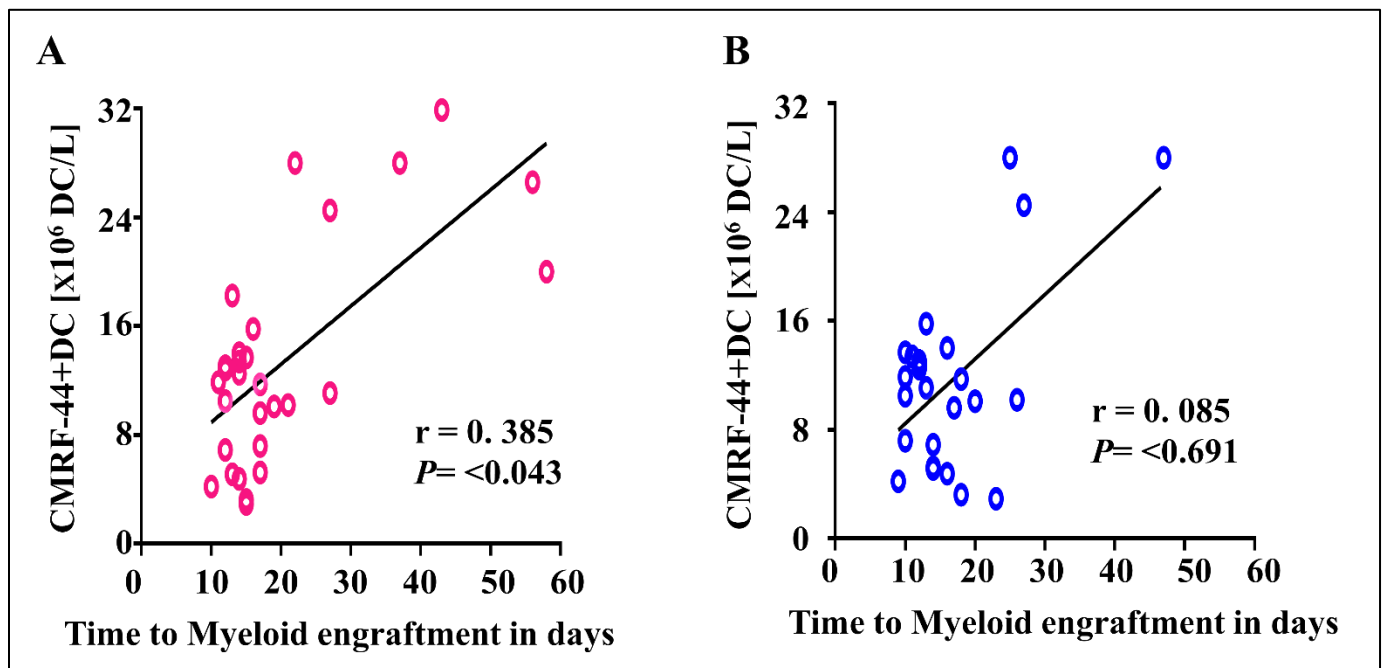 A
CMRF-44+DC [x10⁶ DC/L]
32
24
16
8
0
0 10 20 30 40 50 60
r = 0. 385
P= <0.043
Time to Myeloid engraftment in days
B
CMRF-44+DC [x10⁶ DC/L]
32
24
16
8
0
0 10 20 30 40 50 60
r = 0. 085
P= <0.691
Time to Myeloid engraftment in days